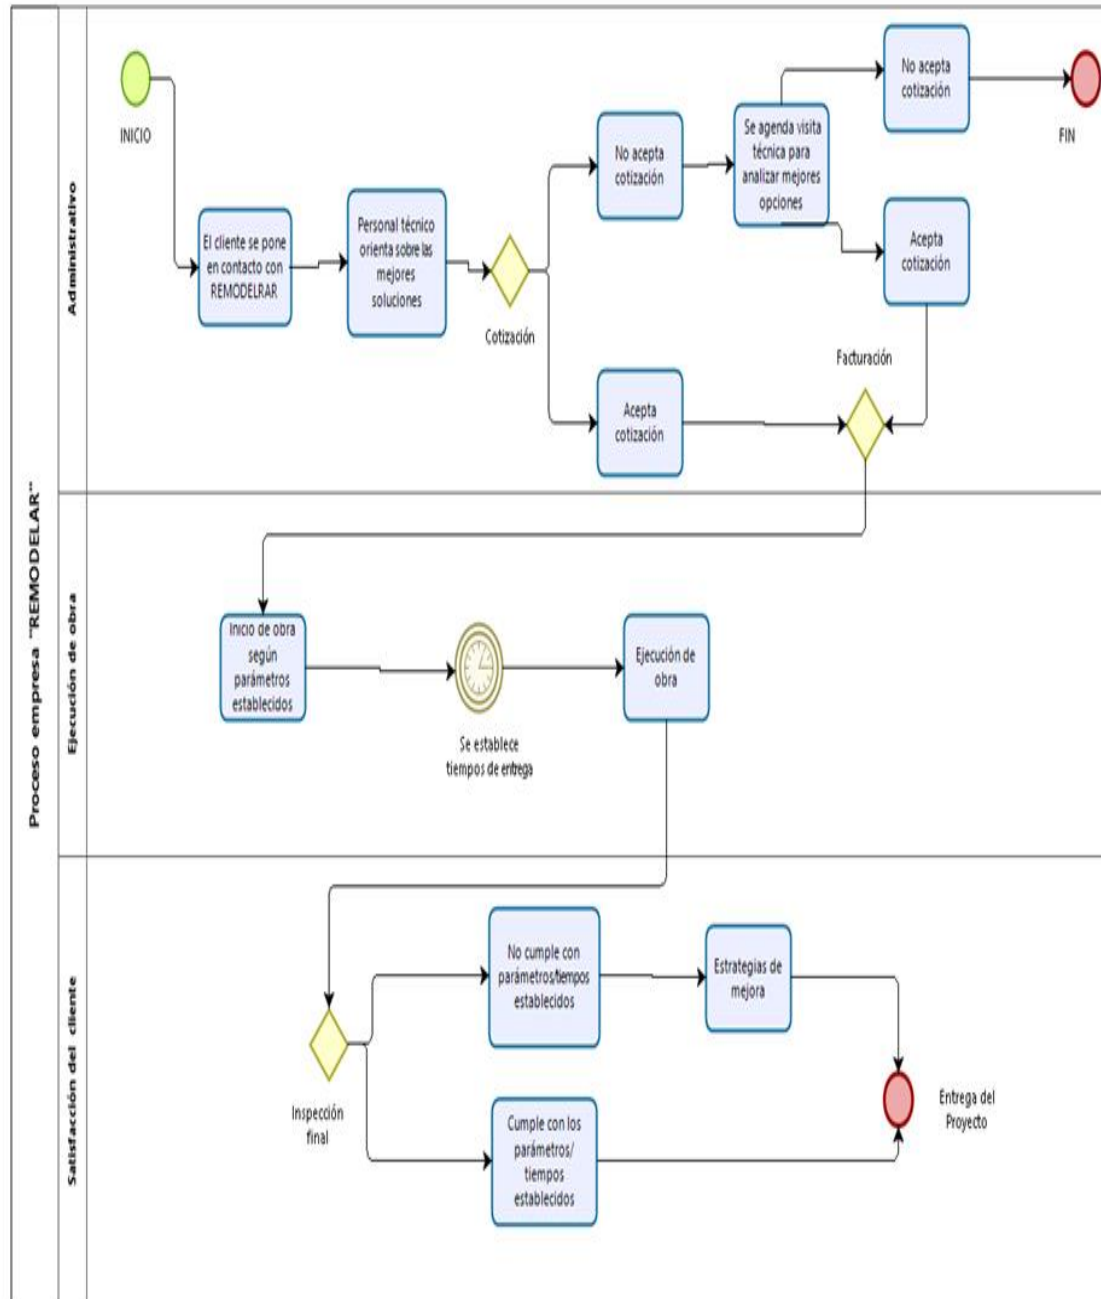 Proceso empresa "REMODELAR"
Administrativo
INICIO
El cliente se pone
en contacto con
REMODELRAR
Personal técnico
orienta sobre las
mejores
soluciones
Cotización
No acepta
cotización
Se agenda visita
técnica para
analizar mejores
opciones
No acepta
cotización
FIN
Acepta
cotización
Acepta
cotización
Facturación
Ejecución de obra
Inicio de obra
según
parámetros
establecidos
Se establece
tiempos de entrega
Ejecución de
obra
Satisfacción del cliente
Inspección
final
No cumple con
parámetros/tiempos
establecidos
Estrategias de
mejora
Cumple con los
parámetros/
tiempos
establecidos
Entrega del
Proyecto